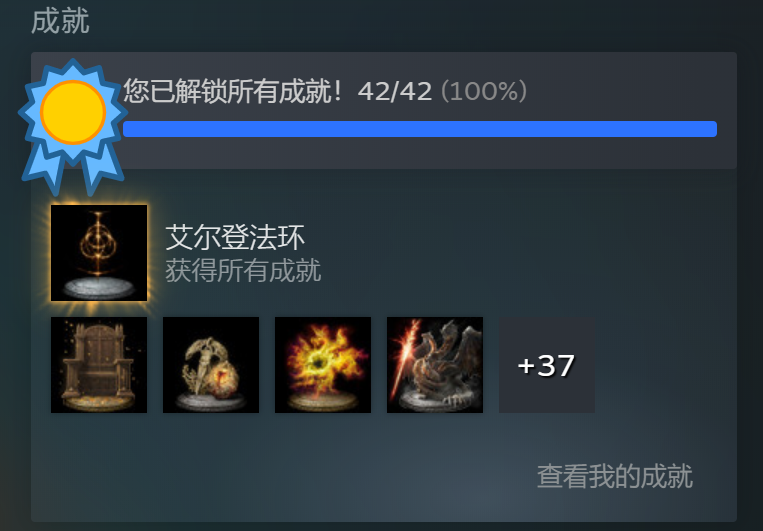 成就
您已解锁所有成就！42/42 (100%)
艾尔登法环
获得所有成就
+37
查看我的成就